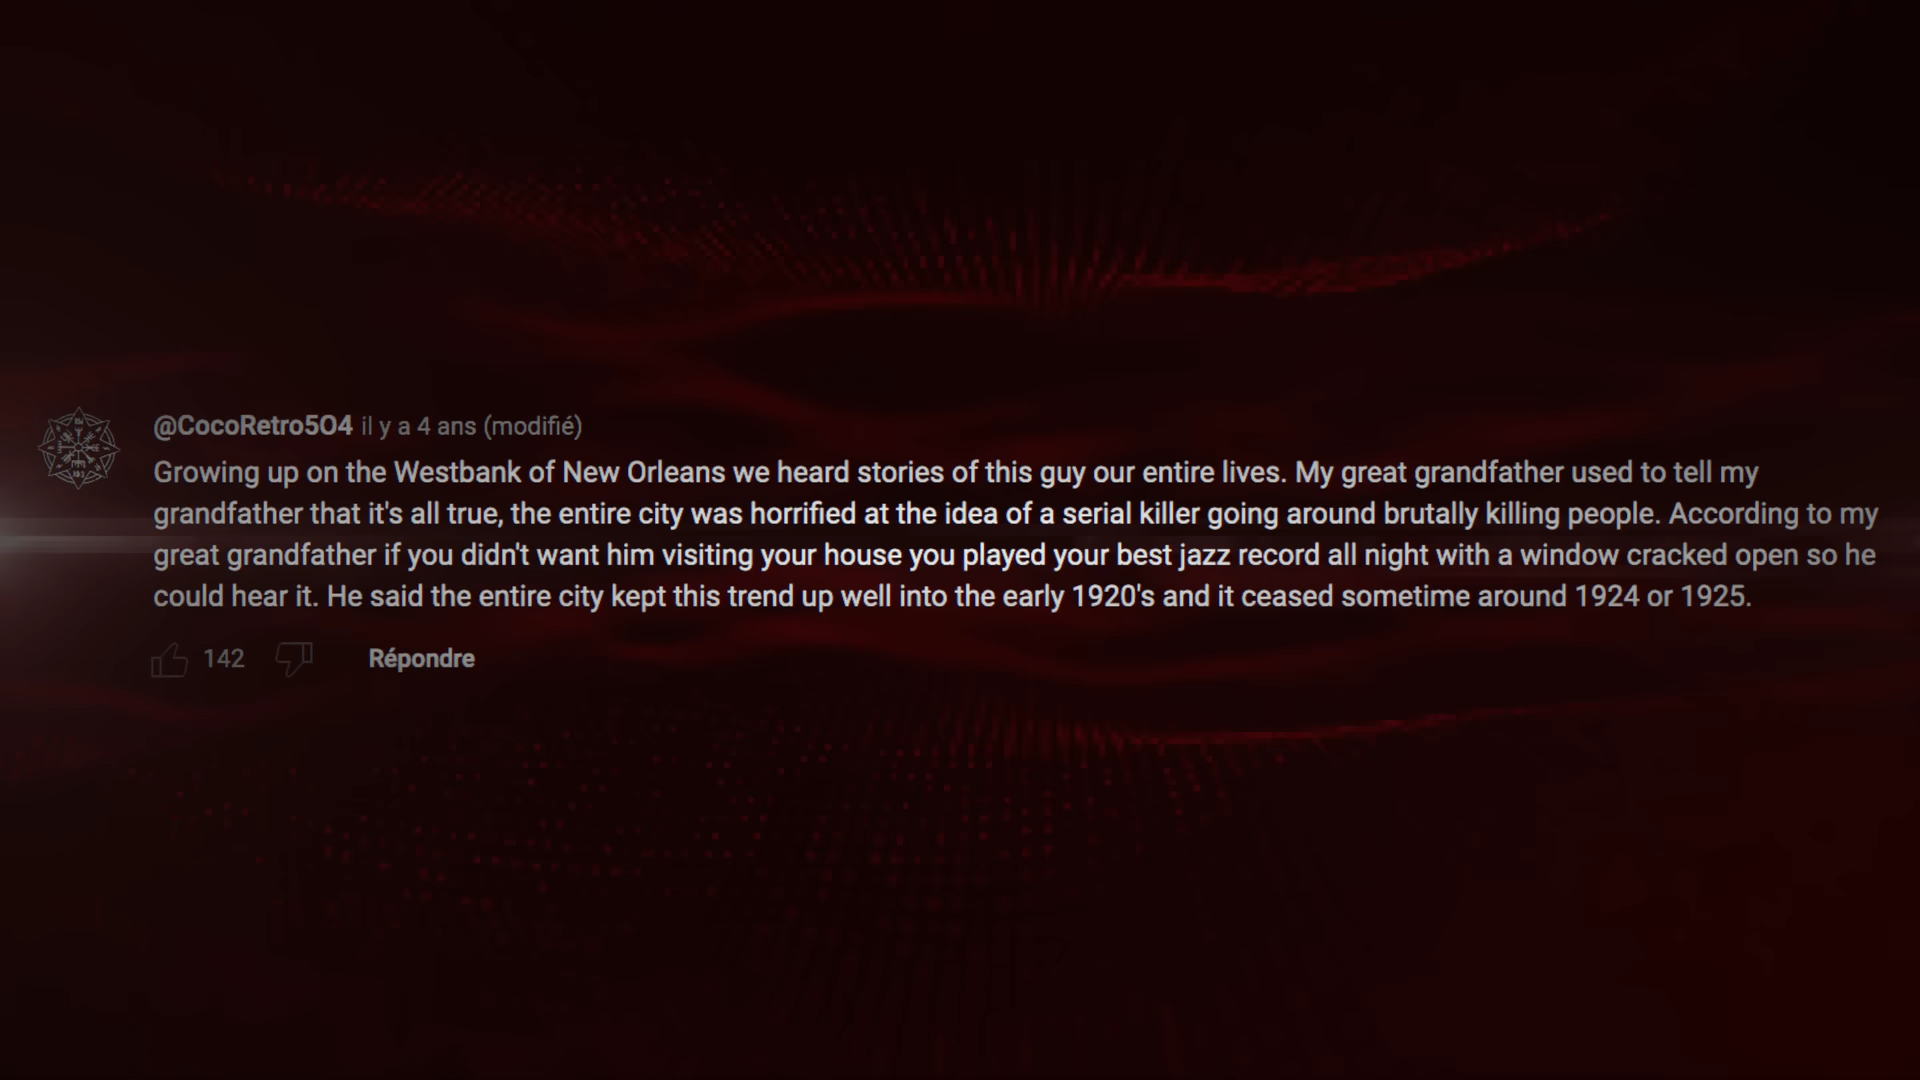 @CocoRetro504 il y a 4 ans (modifié)
Growing up on the Westbank of New Orleans we heard stories of this guy our entire lives. My great grandfather used to tell my
grandfather that it's all true, the entire city was horrified at the idea of a serial killer going around brutally killing people. According to my
great grandfather if you didn't want him visiting your house you played your best jazz record all night with a window cracked open so he
could hear it. He said the entire city kept this trend up well into the early 1920's and it ceased sometime around 1924 or 1925.
142 Répondre